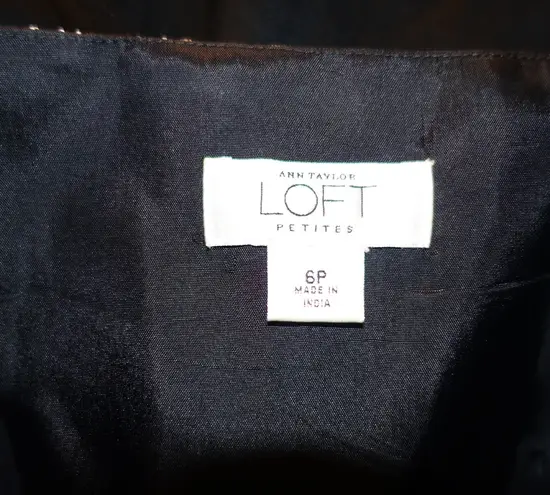 ANN TAYLOR
LOFT
PETITES
6P
MADE IN
INDIA